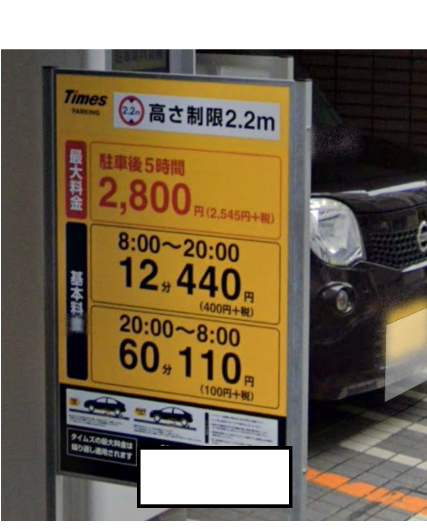 Times
PARKING
2.2m
高さ制限2.2m
最大料金
駐車後5時間
2,800円(2,545円+税)
基本料金
8:00〜20:00
12分440円
(400円+税)
20:00〜8:00
60分110円
(100円+税)
タイムズの最大料金は
繰り返し適用されます